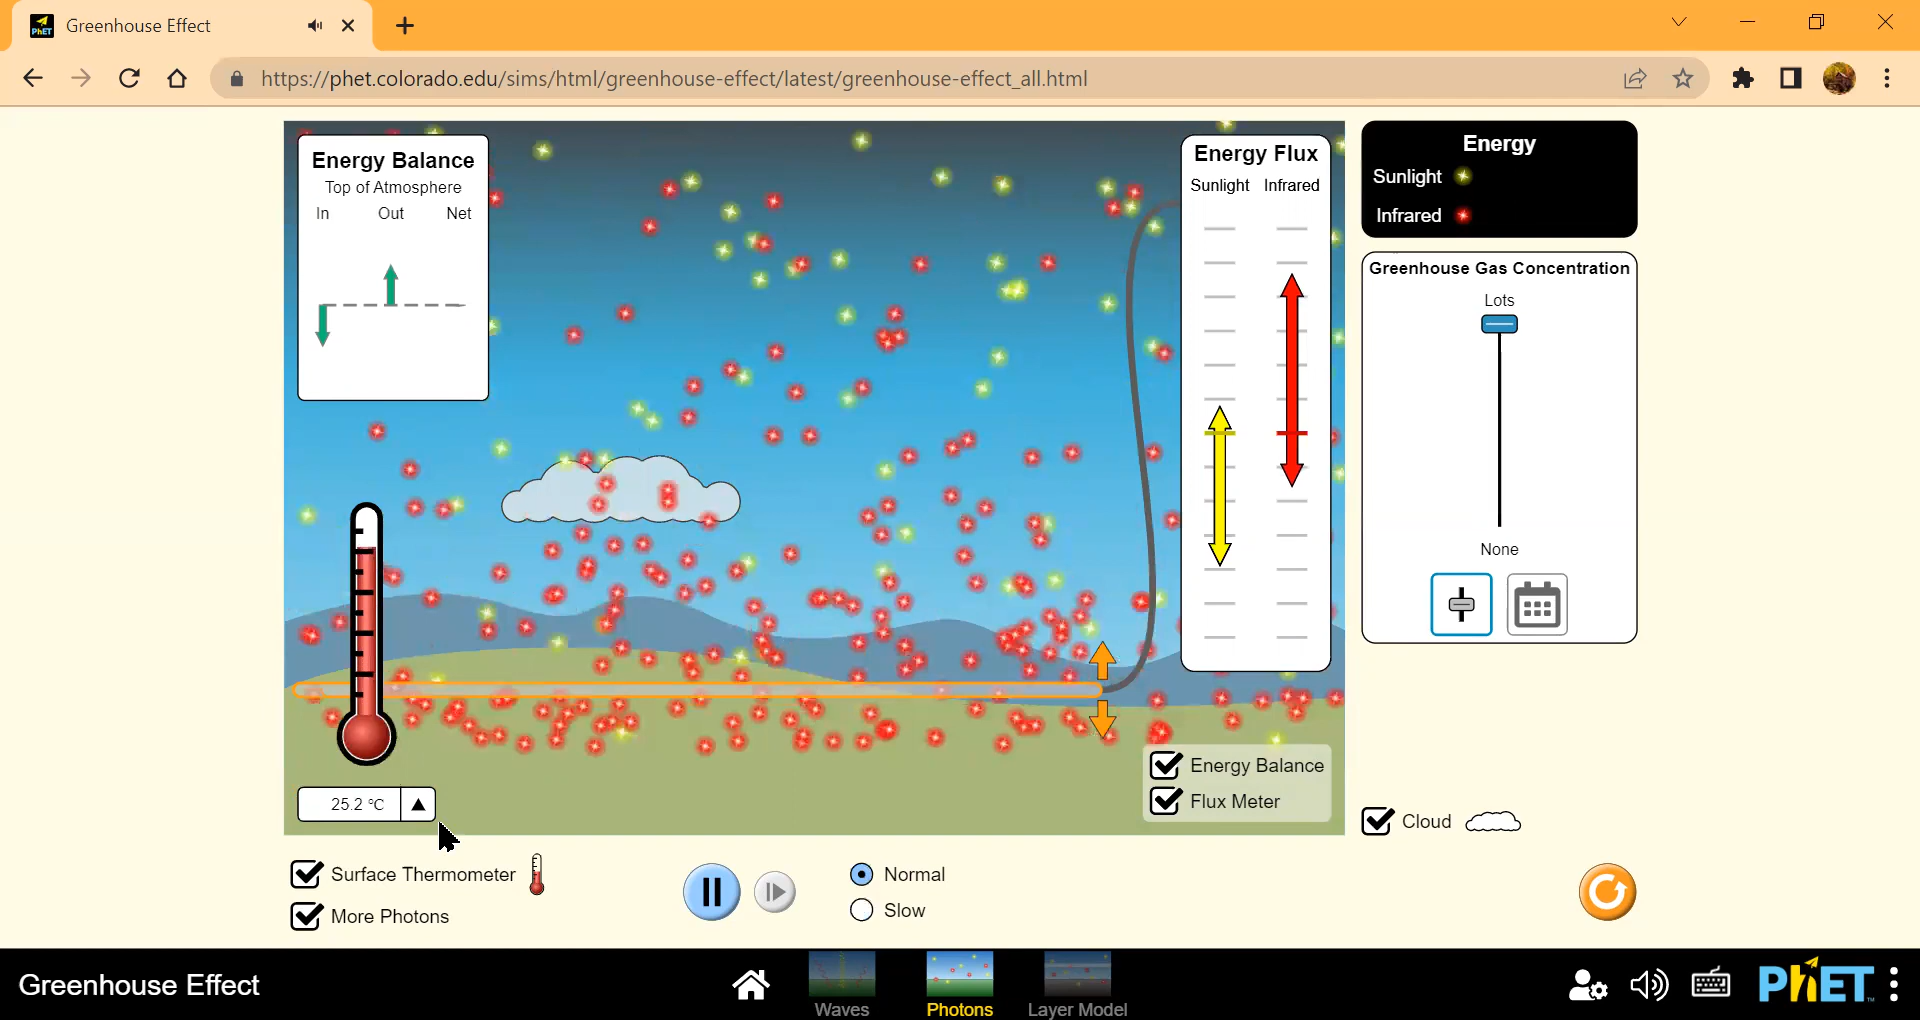 Greenhouse Effect
https://phet.colorado.edu/sims/html/greenhouse-effect/latest/greenhouse-effect_all.html
Energy Balance
Top of Atmosphere
In Out Net
Energy Flux
Sunlight Infrared
Energy
Sunlight
Infrared
Greenhouse Gas Concentration
Lots
None
25.2 °C
Energy Balance
Flux Meter
Cloud
Surface Thermometer
More Photons
Normal
Slow
Greenhouse Effect
Waves
Photons
Layer Model
PhET